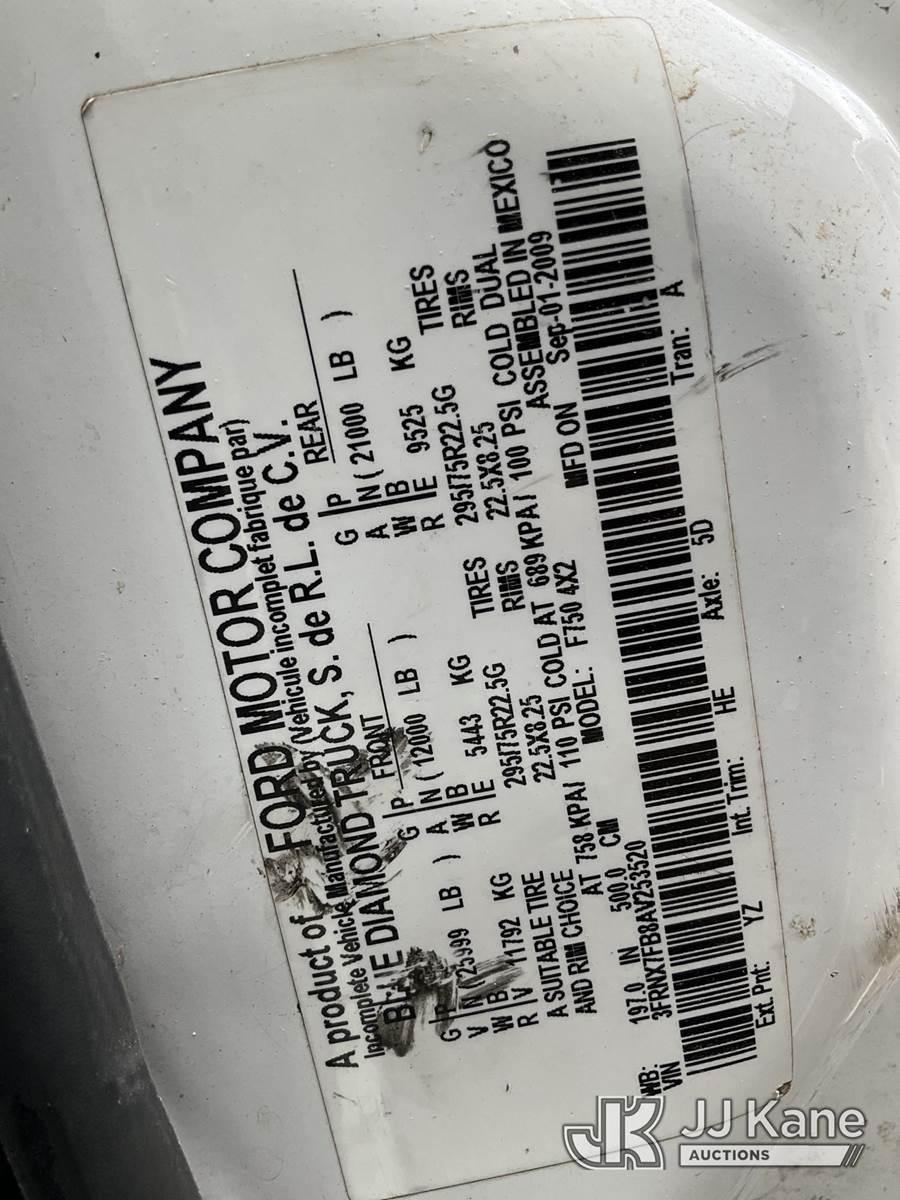 A product of FORD MOTOR COMPANY
Incomplete Vehicle Manufactured by (Vehicule incomplet fabrique par)
BLUE DIAMOND TRUCK, S. de R.L. de C.V.
FRONT REAR
G P G P G P
V N (25999 LB ) A N ( 12000 LB ) A N ( 21000 LB )
W B W B W B
R V 11792 KG R E 5443 KG R E 9525 KG
A SUITABLE TIRE 295/75R22.5G TIRES 295/75R22.5G TIRES
AND RIM CHOICE 22.5X8.25 RIMS 22.5X8.25 RIMS
AT 758 KPA/ 110 PSI COLD AT 689 KPA/ 100 PSI COLD DUAL
WB: 197.0 IN 500.0 CM MODEL: F750 4X2 ASSEMBLED IN MEXICO
VIN 3FRNX7FB8AV253520 MFD ON Sep-01-2009
Ext. Pnt: YZ Int. Trim: HE Axle: 5D Tran: A
JK JJ Kane
AUCTIONS